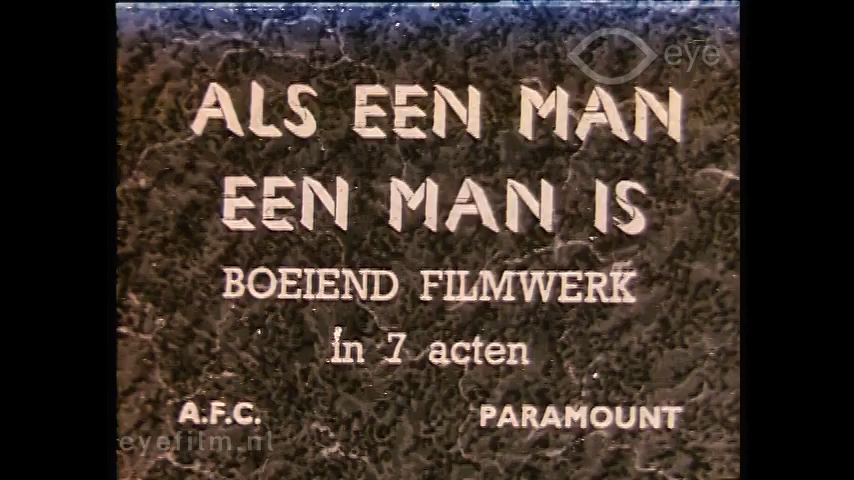 eye
ALS EEN MAN
EEN MAN IS
BOEIEND FILMWERK
in 7 acten
A.F.C. PARAMOUNT
eyefilm.nl